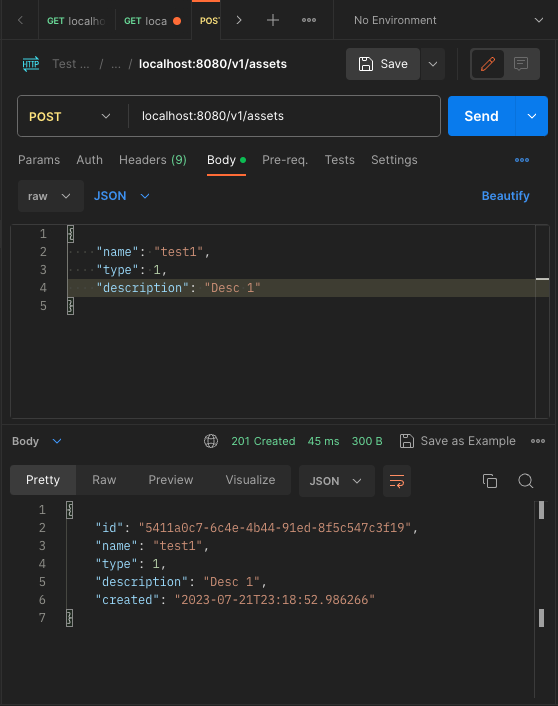 GET localho
GET loca
POST
No Environment
HTTP Test ... / ... / localhost:8080/v1/assets
Save
POST localhost:8080/v1/assets Send
Params Auth Headers (9) Body Pre-req. Tests Settings
raw JSON Beautify
1 {
2 "name": "test1",
3 "type": 1,
4 "description": "Desc 1"
5 }
Body 201 Created 45 ms 300 B Save as Example
Pretty Raw Preview Visualize JSON
1 {
2 "id": "5411a0c7-6c4e-4b44-91ed-8f5c547c3f19",
3 "name": "test1",
4 "type": 1,
5 "description": "Desc 1",
6 "created": "2023-07-21T23:18:52.986266"
7 }